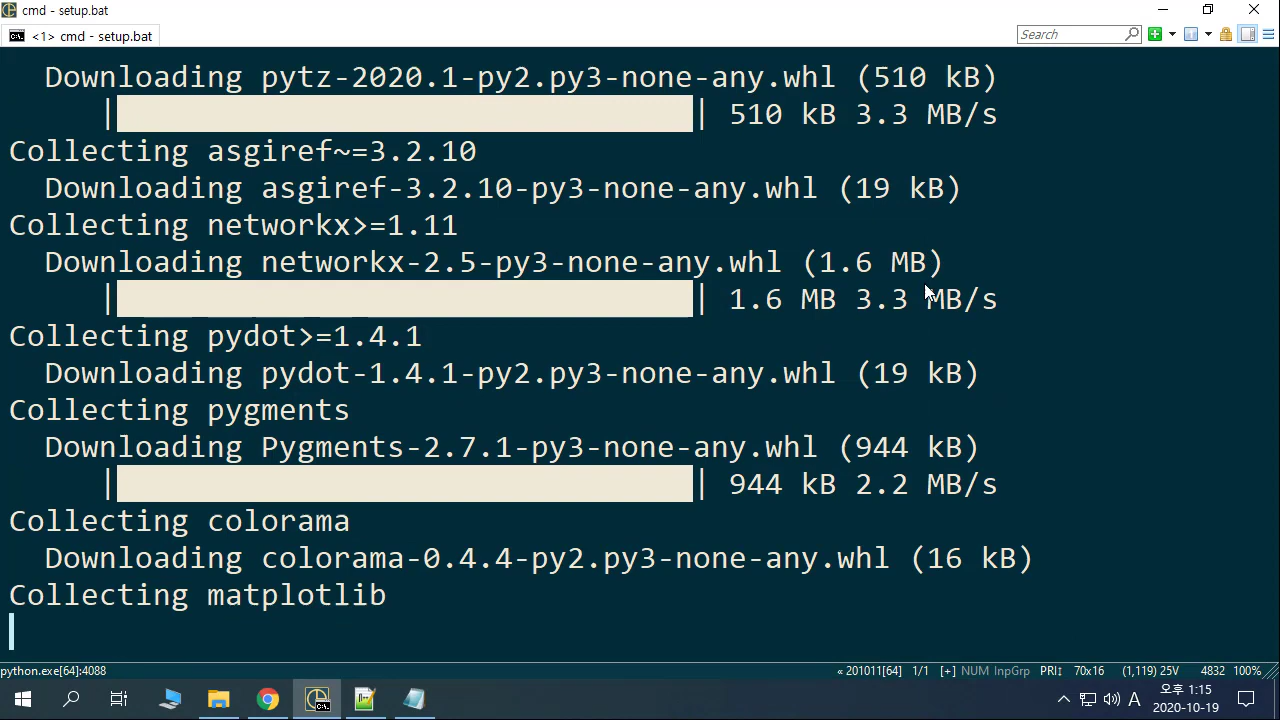 cmd - setup.bat
<1> cmd - setup.bat
Search
Downloading pytz-2020.1-py2.py3-none-any.whl (510 kB)
| | 510 kB 3.3 MB/s
Collecting asgiref~=3.2.10
Downloading asgiref-3.2.10-py3-none-any.whl (19 kB)
Collecting networkx>=1.11
Downloading networkx-2.5-py3-none-any.whl (1.6 MB)
| | 1.6 MB 3.3 MB/s
Collecting pydot>=1.4.1
Downloading pydot-1.4.1-py2.py3-none-any.whl (19 kB)
Collecting pygments
Downloading Pygments-2.7.1-py3-none-any.whl (944 kB)
| | 944 kB 2.2 MB/s
Collecting colorama
Downloading colorama-0.4.4-py2.py3-none-any.whl (16 kB)
Collecting matplotlib
python.exe[64]:4088 « 201011[64] 1/1 [+] NUM InpGrp PRI↕ 70x16 (1,119) 25V 4832 100%
A
오후 1:15
2020-10-19